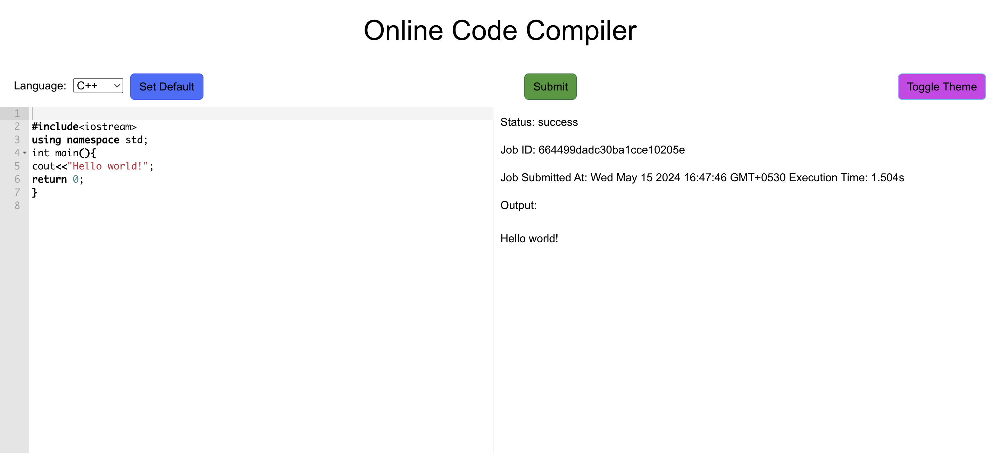 Online Code Compiler
Language: C++ Set Default Submit Toggle Theme
1
2 #include<iostream>
3 using namespace std;
4 int main(){
5 cout<<"Hello world!";
6 return 0;
7 }
8
Status: success
Job ID: 664499dadc30ba1cce10205e
Job Submitted At: Wed May 15 2024 16:47:46 GMT+0530 Execution Time: 1.504s
Output:
Hello world!